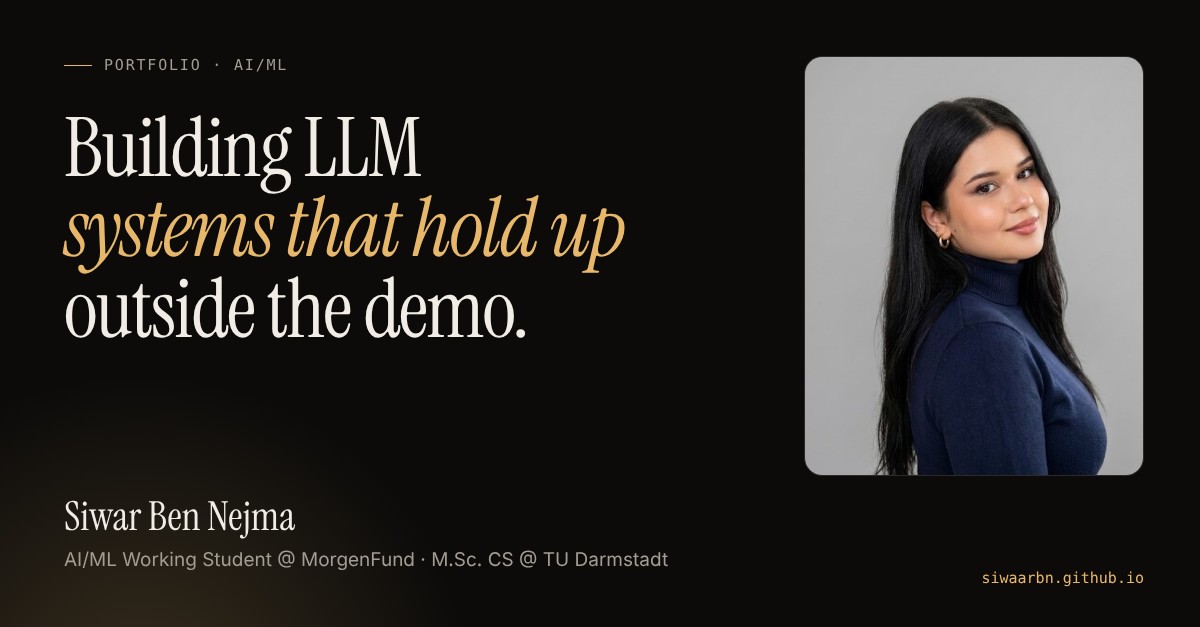 PORTFOLIO · AI/ML
Building LLM
systems that hold up
outside the demo.
Siwar Ben Nejma
AI/ML Working Student @ MorgenFund · M.Sc. CS @ TU Darmstadt
siwaarbn.github.io